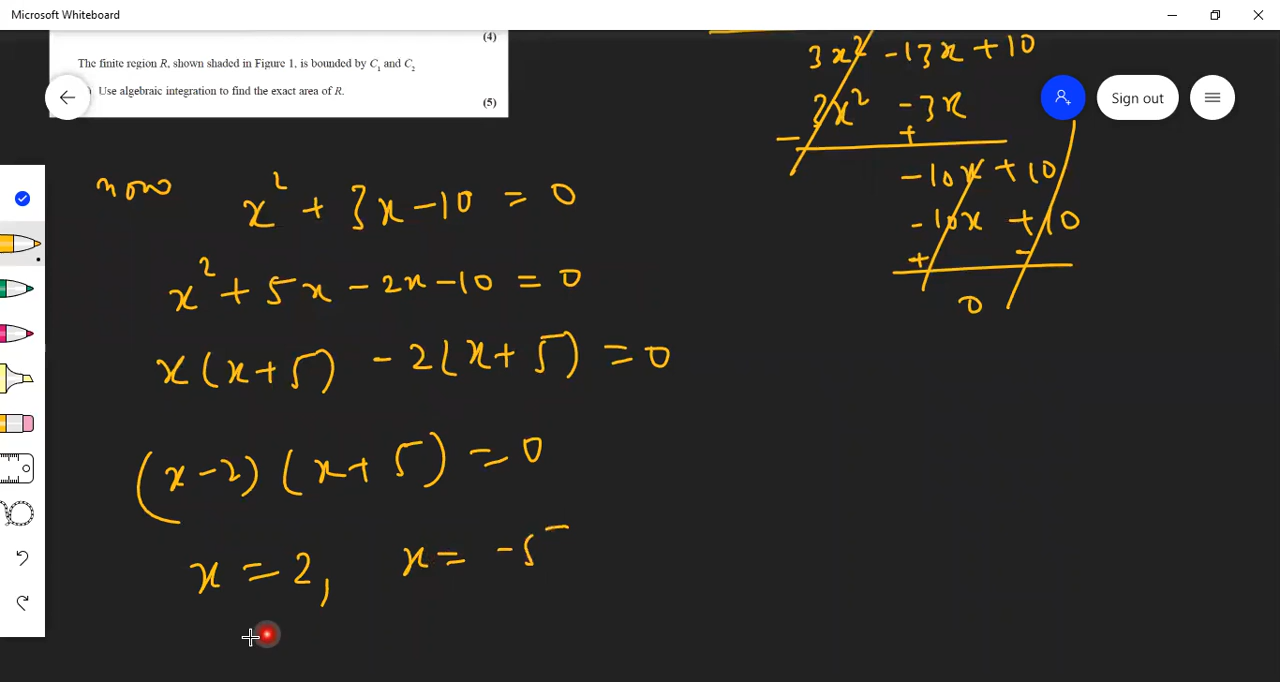 Microsoft Whiteboard
(4)
The finite region R, shown shaded in Figure 1, is bounded by C₁ and C₂
Use algebraic integration to find the exact area of R.
(5)
Sign out
3x² -13x +10
3x² -3x
- +
-10x +10
-10x +10
+ -
0
now x² + 3x -10 = 0
x² + 5x - 2x -10 = 0
x(x+5) - 2(x+5) = 0
(x-2)(x+5) = 0
x = 2, x = -5